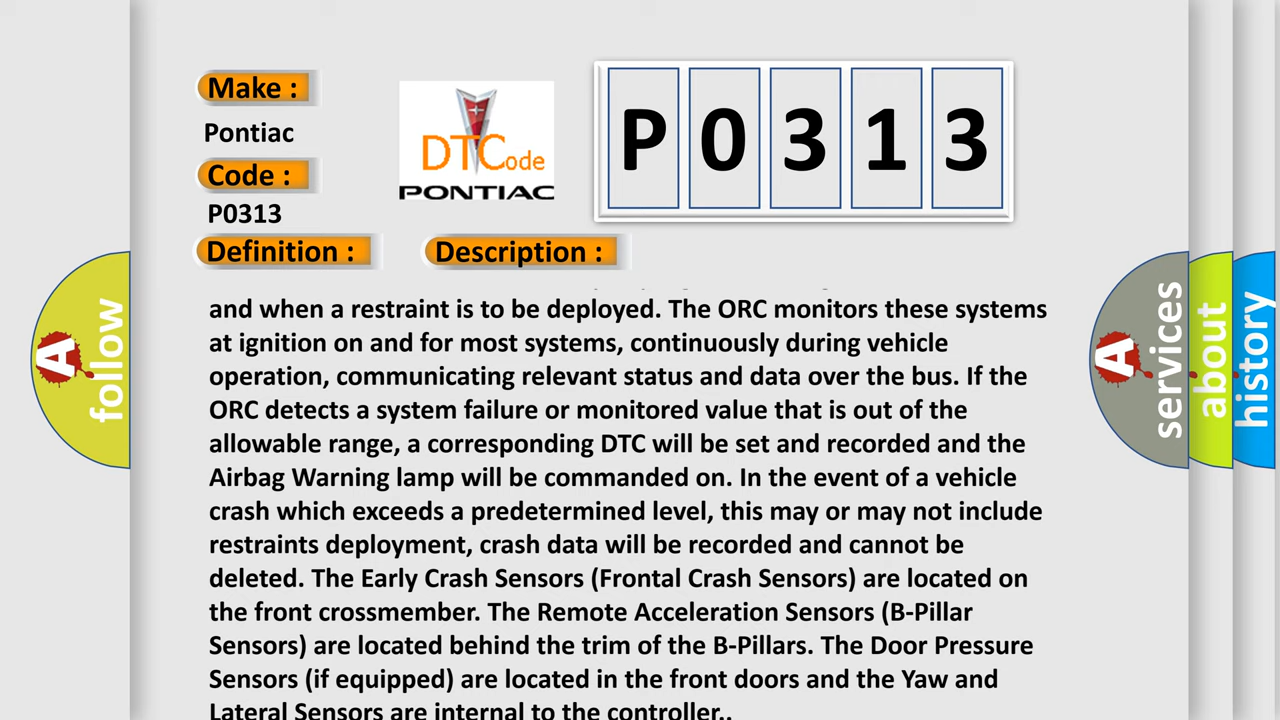 Make :
Pontiac
Code :
P0313
Definition :
Description :
DTCode
PONTIAC
P 0 3 1 3
and when a restraint is to be deployed. The ORC monitors these systems
at ignition on and for most systems, continuously during vehicle
operation, communicating relevant status and data over the bus. If the
ORC detects a system failure or monitored value that is out of the
allowable range, a corresponding DTC will be set and recorded and the
Airbag Warning lamp will be commanded on. In the event of a vehicle
crash which exceeds a predetermined level, this may or may not include
restraints deployment, crash data will be recorded and cannot be
deleted. The Early Crash Sensors (Frontal Crash Sensors) are located on
the front crossmember. The Remote Acceleration Sensors (B-Pillar
Sensors) are located behind the trim of the B-Pillars. The Door Pressure
Sensors (if equipped) are located in the front doors and the Yaw and
Lateral Sensors are internal to the controller..
A follow
A services
about
history